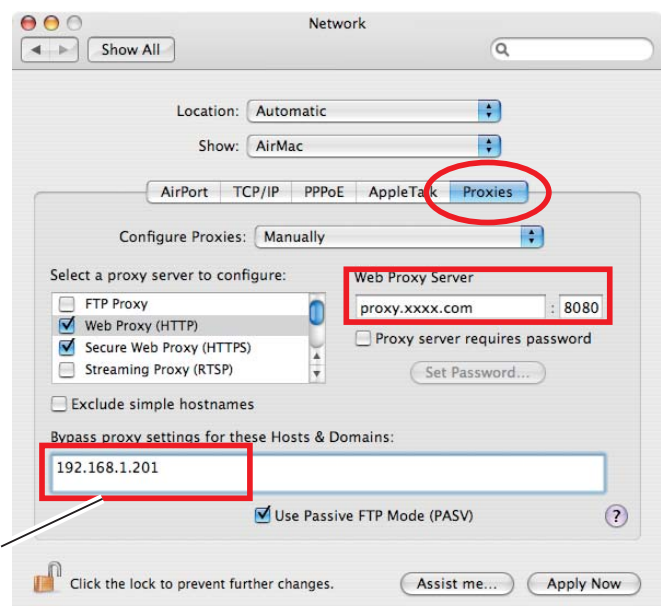 Network
Show All
Location: Automatic
Show: AirMac
AirPort TCP/IP PPPoE AppleTalk Proxies
Configure Proxies: Manually
Select a proxy server to configure:
FTP Proxy
Web Proxy (HTTP)
Secure Web Proxy (HTTPS)
Streaming Proxy (RTSP)
Web Proxy Server
proxy.xxxx.com : 8080
Proxy server requires password
Set Password...
Exclude simple hostnames
Bypass proxy settings for these Hosts & Domains:
192.168.1.201
Use Passive FTP Mode (PASV) ?
Click the lock to prevent further changes. Assist me... Apply Now